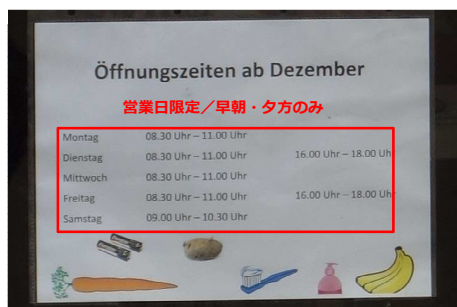 Öffnungszeiten ab Dezember
営業日限定／早朝・夕方のみ
Montag 08.30 Uhr – 11.00 Uhr
Dienstag 08.30 Uhr – 11.00 Uhr 16.00 Uhr – 18.00 Uhr
Mittwoch 08.30 Uhr – 11.00 Uhr
Freitag 08.30 Uhr – 11.00 Uhr 16.00 Uhr – 18.00 Uhr
Samstag 09.00 Uhr – 10.30 Uhr